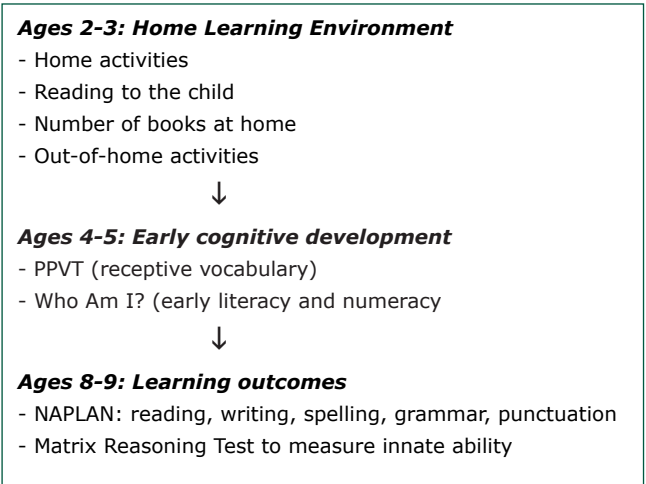 Ages 2-3: Home Learning Environment
- Home activities
- Reading to the child
- Number of books at home
- Out-of-home activities
↓
Ages 4-5: Early cognitive development
- PPVT (receptive vocabulary)
- Who Am I? (early literacy and numeracy
↓
Ages 8-9: Learning outcomes
- NAPLAN: reading, writing, spelling, grammar, punctuation
- Matrix Reasoning Test to measure innate ability